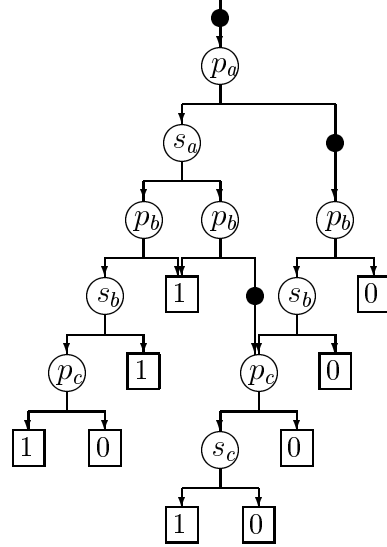 p_a
s_a
p_b p_b p_b
s_b 1 s_b 0
p_c 1 p_c 0
1 0 s_c 0
1 0